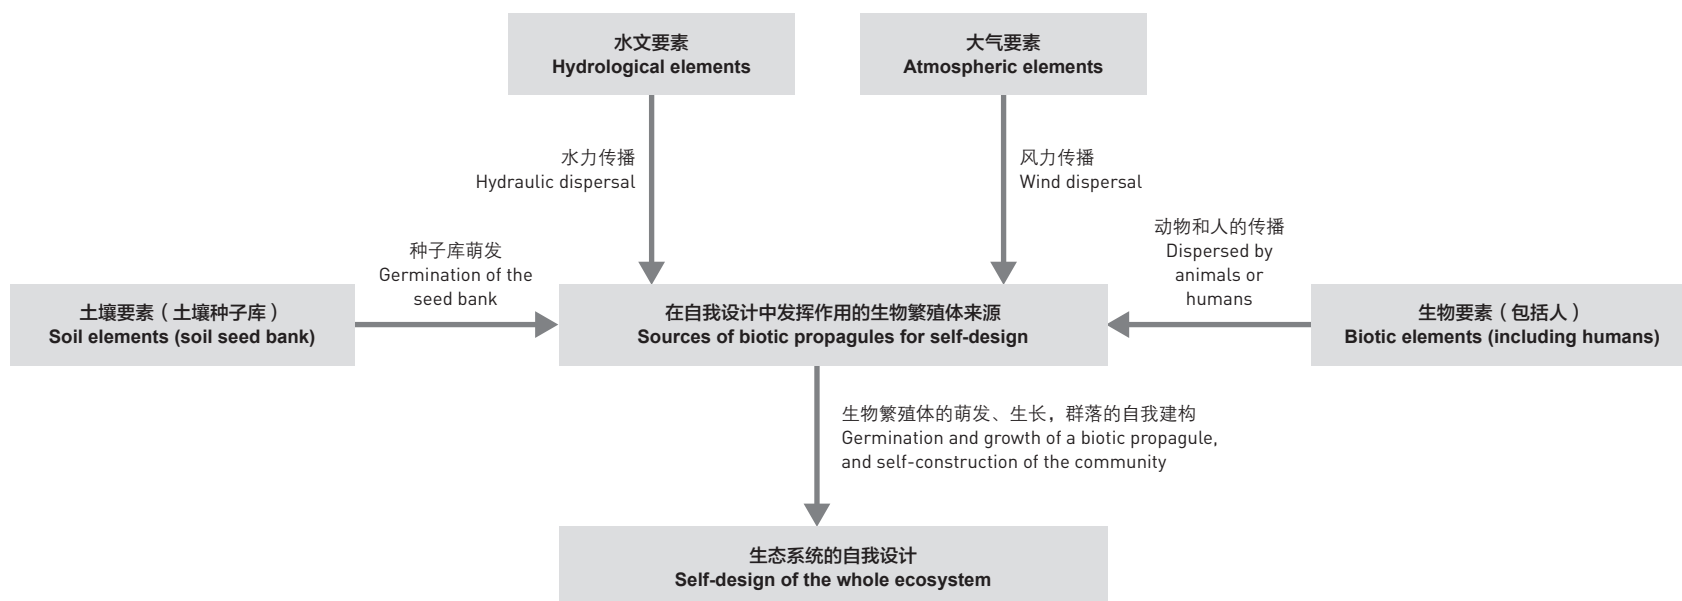 水文要素
Hydrological elements
大气要素
Atmospheric elements
水力传播
Hydraulic dispersal
风力传播
Wind dispersal
种子库萌发
Germination of the
seed bank
动物和人的传播
Dispersed by
animals or
humans
土壤要素（土壤种子库）
Soil elements (soil seed bank)
在自我设计中发挥作用的生物繁殖体来源
Sources of biotic propagules for self-design
生物要素（包括人）
Biotic elements (including humans)
生物繁殖体的萌发、生长，群落的自我建构
Germination and growth of a biotic propagule,
and self-construction of the community
生态系统的自我设计
Self-design of the whole ecosystem